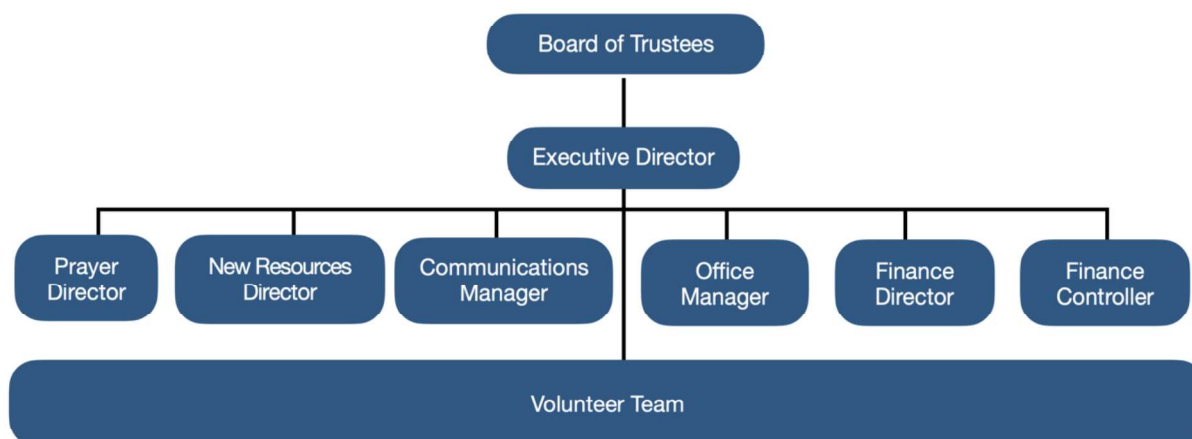 Board of Trustees
Executive Director
Prayer
Director
New Resources
Director
Communications
Manager
Office
Manager
Finance
Director
Finance
Controller
Volunteer Team